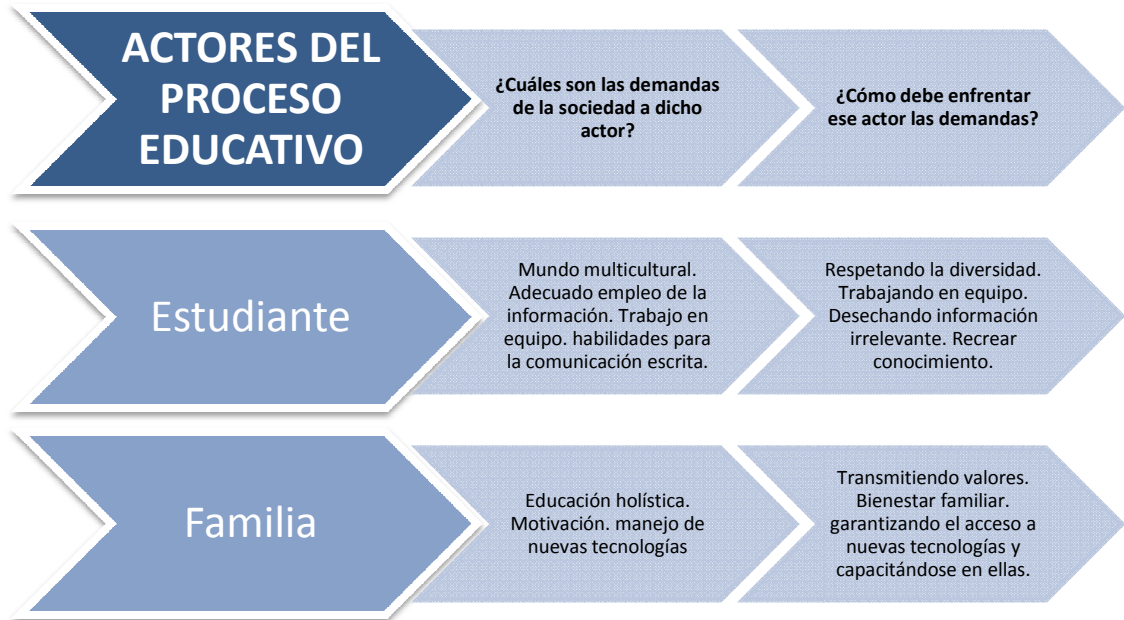 ACTORES DEL
PROCESO
EDUCATIVO
¿Cuáles son las demandas
de la sociedad a dicho
actor?
¿Cómo debe enfrentar
ese actor las demandas?
Estudiante
Mundo multicultural.
Adecuado empleo de la
información. Trabajo en
equipo. habilidades para
la comunicación escrita.
Respetando la diversidad.
Trabajando en equipo.
Desechando información
irrelevante. Recrear
conocimiento.
Familia
Educación holística.
Motivación. manejo de
nuevas tecnologías
Transmitiendo valores.
Bienestar familiar.
garantizando el acceso a
nuevas tecnologías y
capacitándose en ellas.